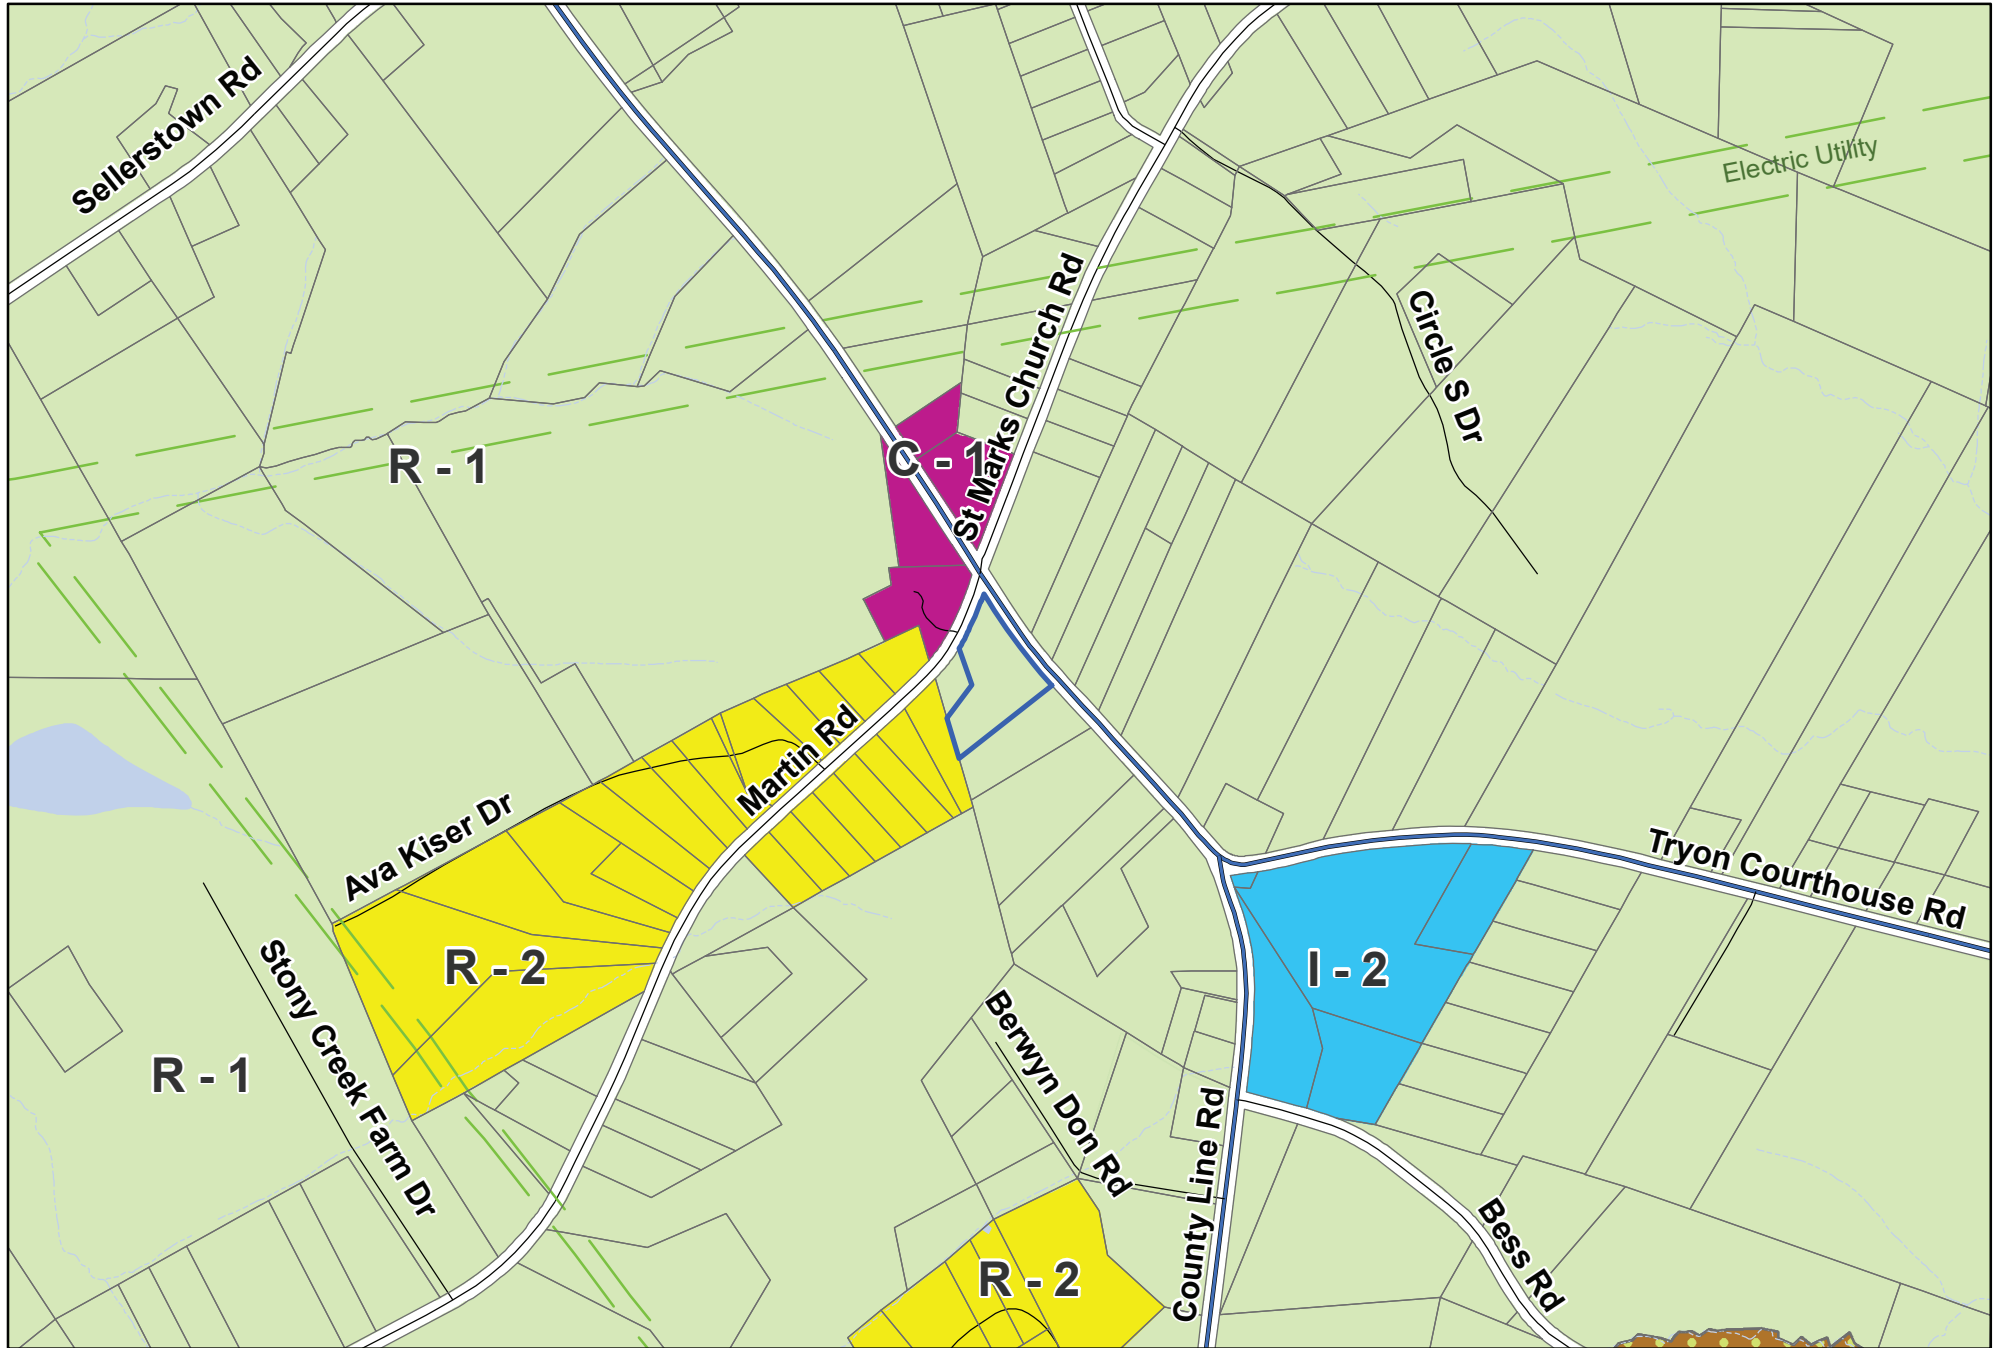 Sellerstown Rd
Electric Utility
St Marks Church Rd
Circle S Dr
R - 1
C - 1
Martin Rd
Ava Kiser Dr
Tryon Courthouse Rd
R - 2
I - 2
Stony Creek Farm Dr
Berwyn Don Rd
R - 1
County Line Rd
Bess Rd
R - 2